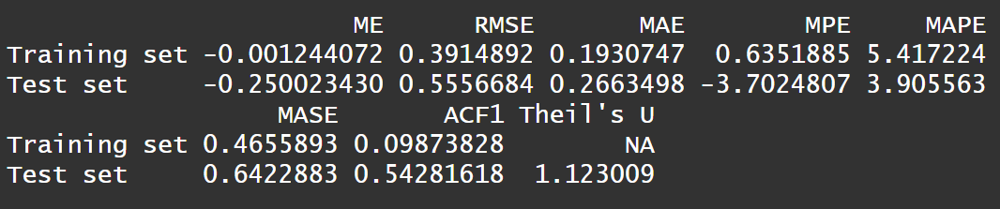 ME RMSE MAE MPE MAPE
Training set -0.001244072 0.3914892 0.1930747 0.6351885 5.417224
Test set -0.250023430 0.5556684 0.2663498 -3.7024807 3.905563
MASE ACF1 Theil's U
Training set 0.4655893 0.09873828 NA
Test set 0.6422883 0.54281618 1.123009